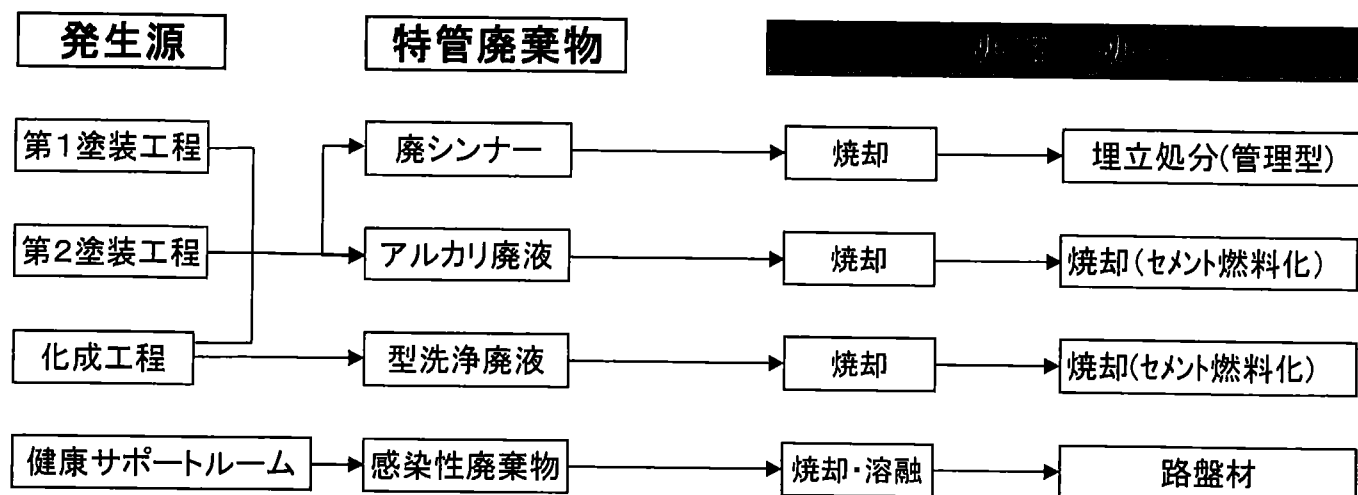 発生源
特管廃棄物
第1塗装工程
廃シンナー
焼却
埋立処分(管理型)
第2塗装工程
アルカリ廃液
焼却
焼却(セメント燃料化)
化成工程
型洗浄廃液
焼却
焼却(セメント燃料化)
健康サポートルーム
感染性廃棄物
焼却・溶融
路盤材